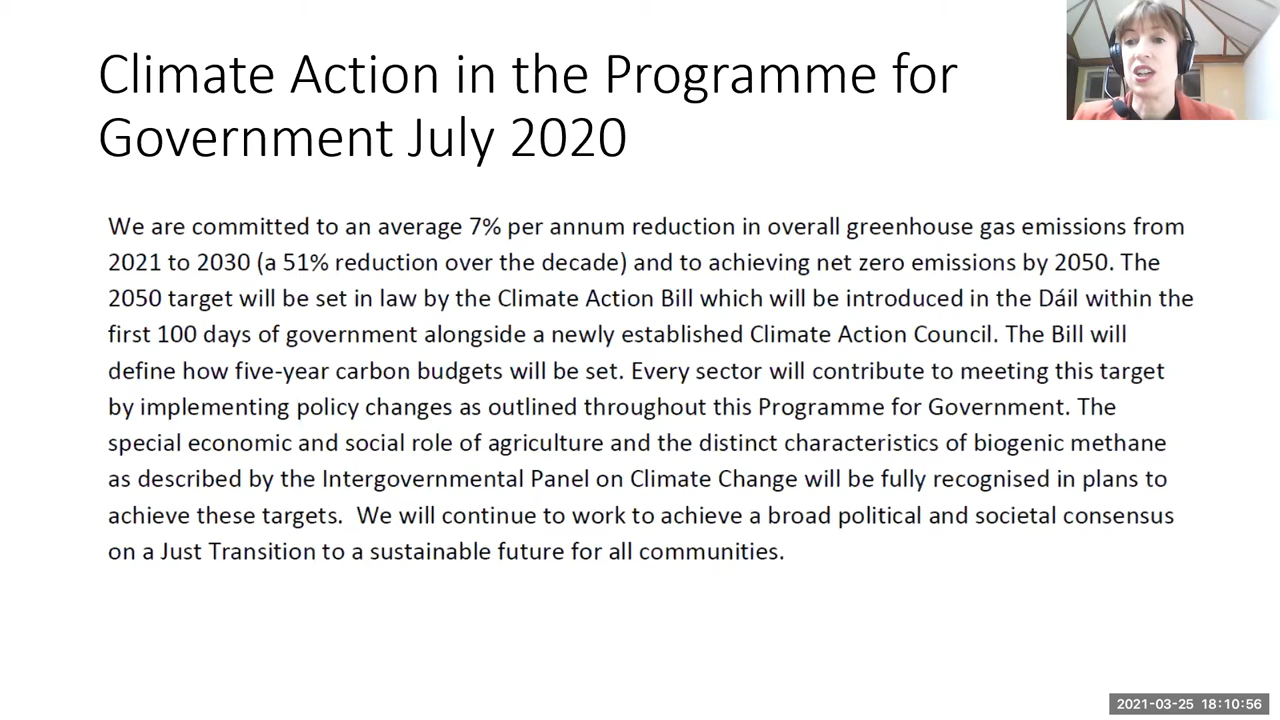 Climate Action in the Programme for
Government July 2020
We are committed to an average 7% per annum reduction in overall greenhouse gas emissions from
2021 to 2030 (a 51% reduction over the decade) and to achieving net zero emissions by 2050. The
2050 target will be set in law by the Climate Action Bill which will be introduced in the Dáil within the
first 100 days of government alongside a newly established Climate Action Council. The Bill will
define how five-year carbon budgets will be set. Every sector will contribute to meeting this target
by implementing policy changes as outlined throughout this Programme for Government. The
special economic and social role of agriculture and the distinct characteristics of biogenic methane
as described by the Intergovernmental Panel on Climate Change will be fully recognised in plans to
achieve these targets.  We will continue to work to achieve a broad political and societal consensus
on a Just Transition to a sustainable future for all communities.
2021-03-25 18:10:56